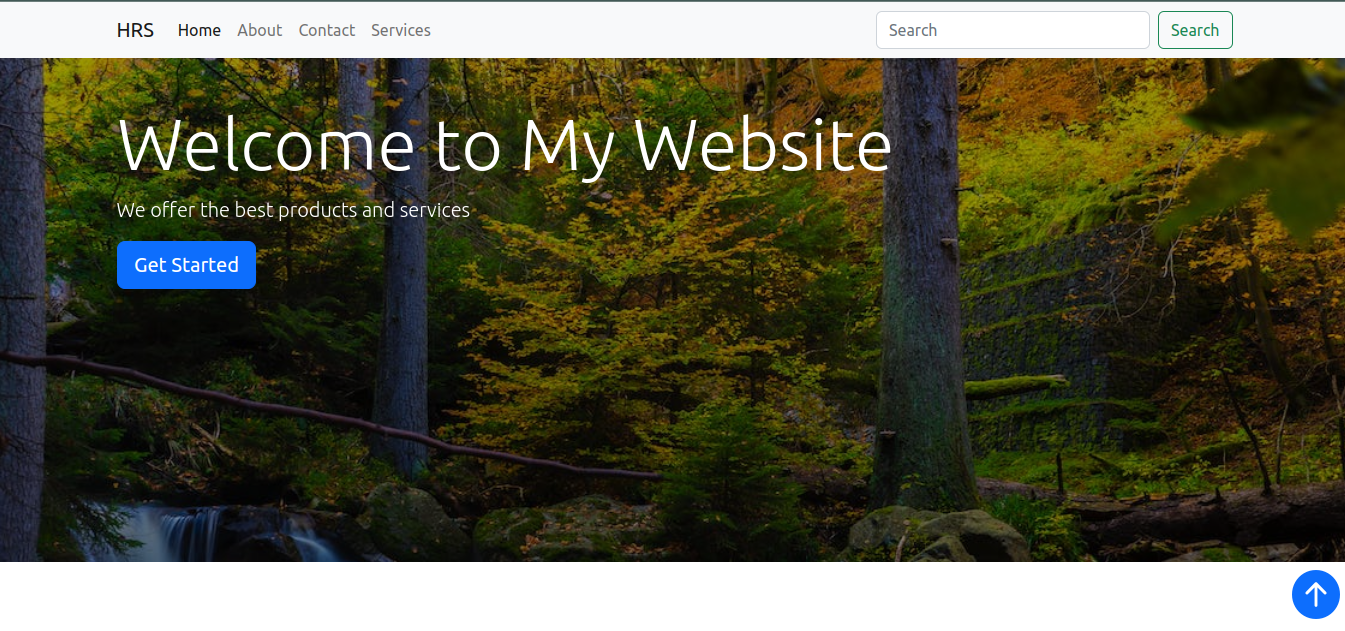 HRS Home About Contact Services Search Search
Welcome to My Website
We offer the best products and services
Get Started